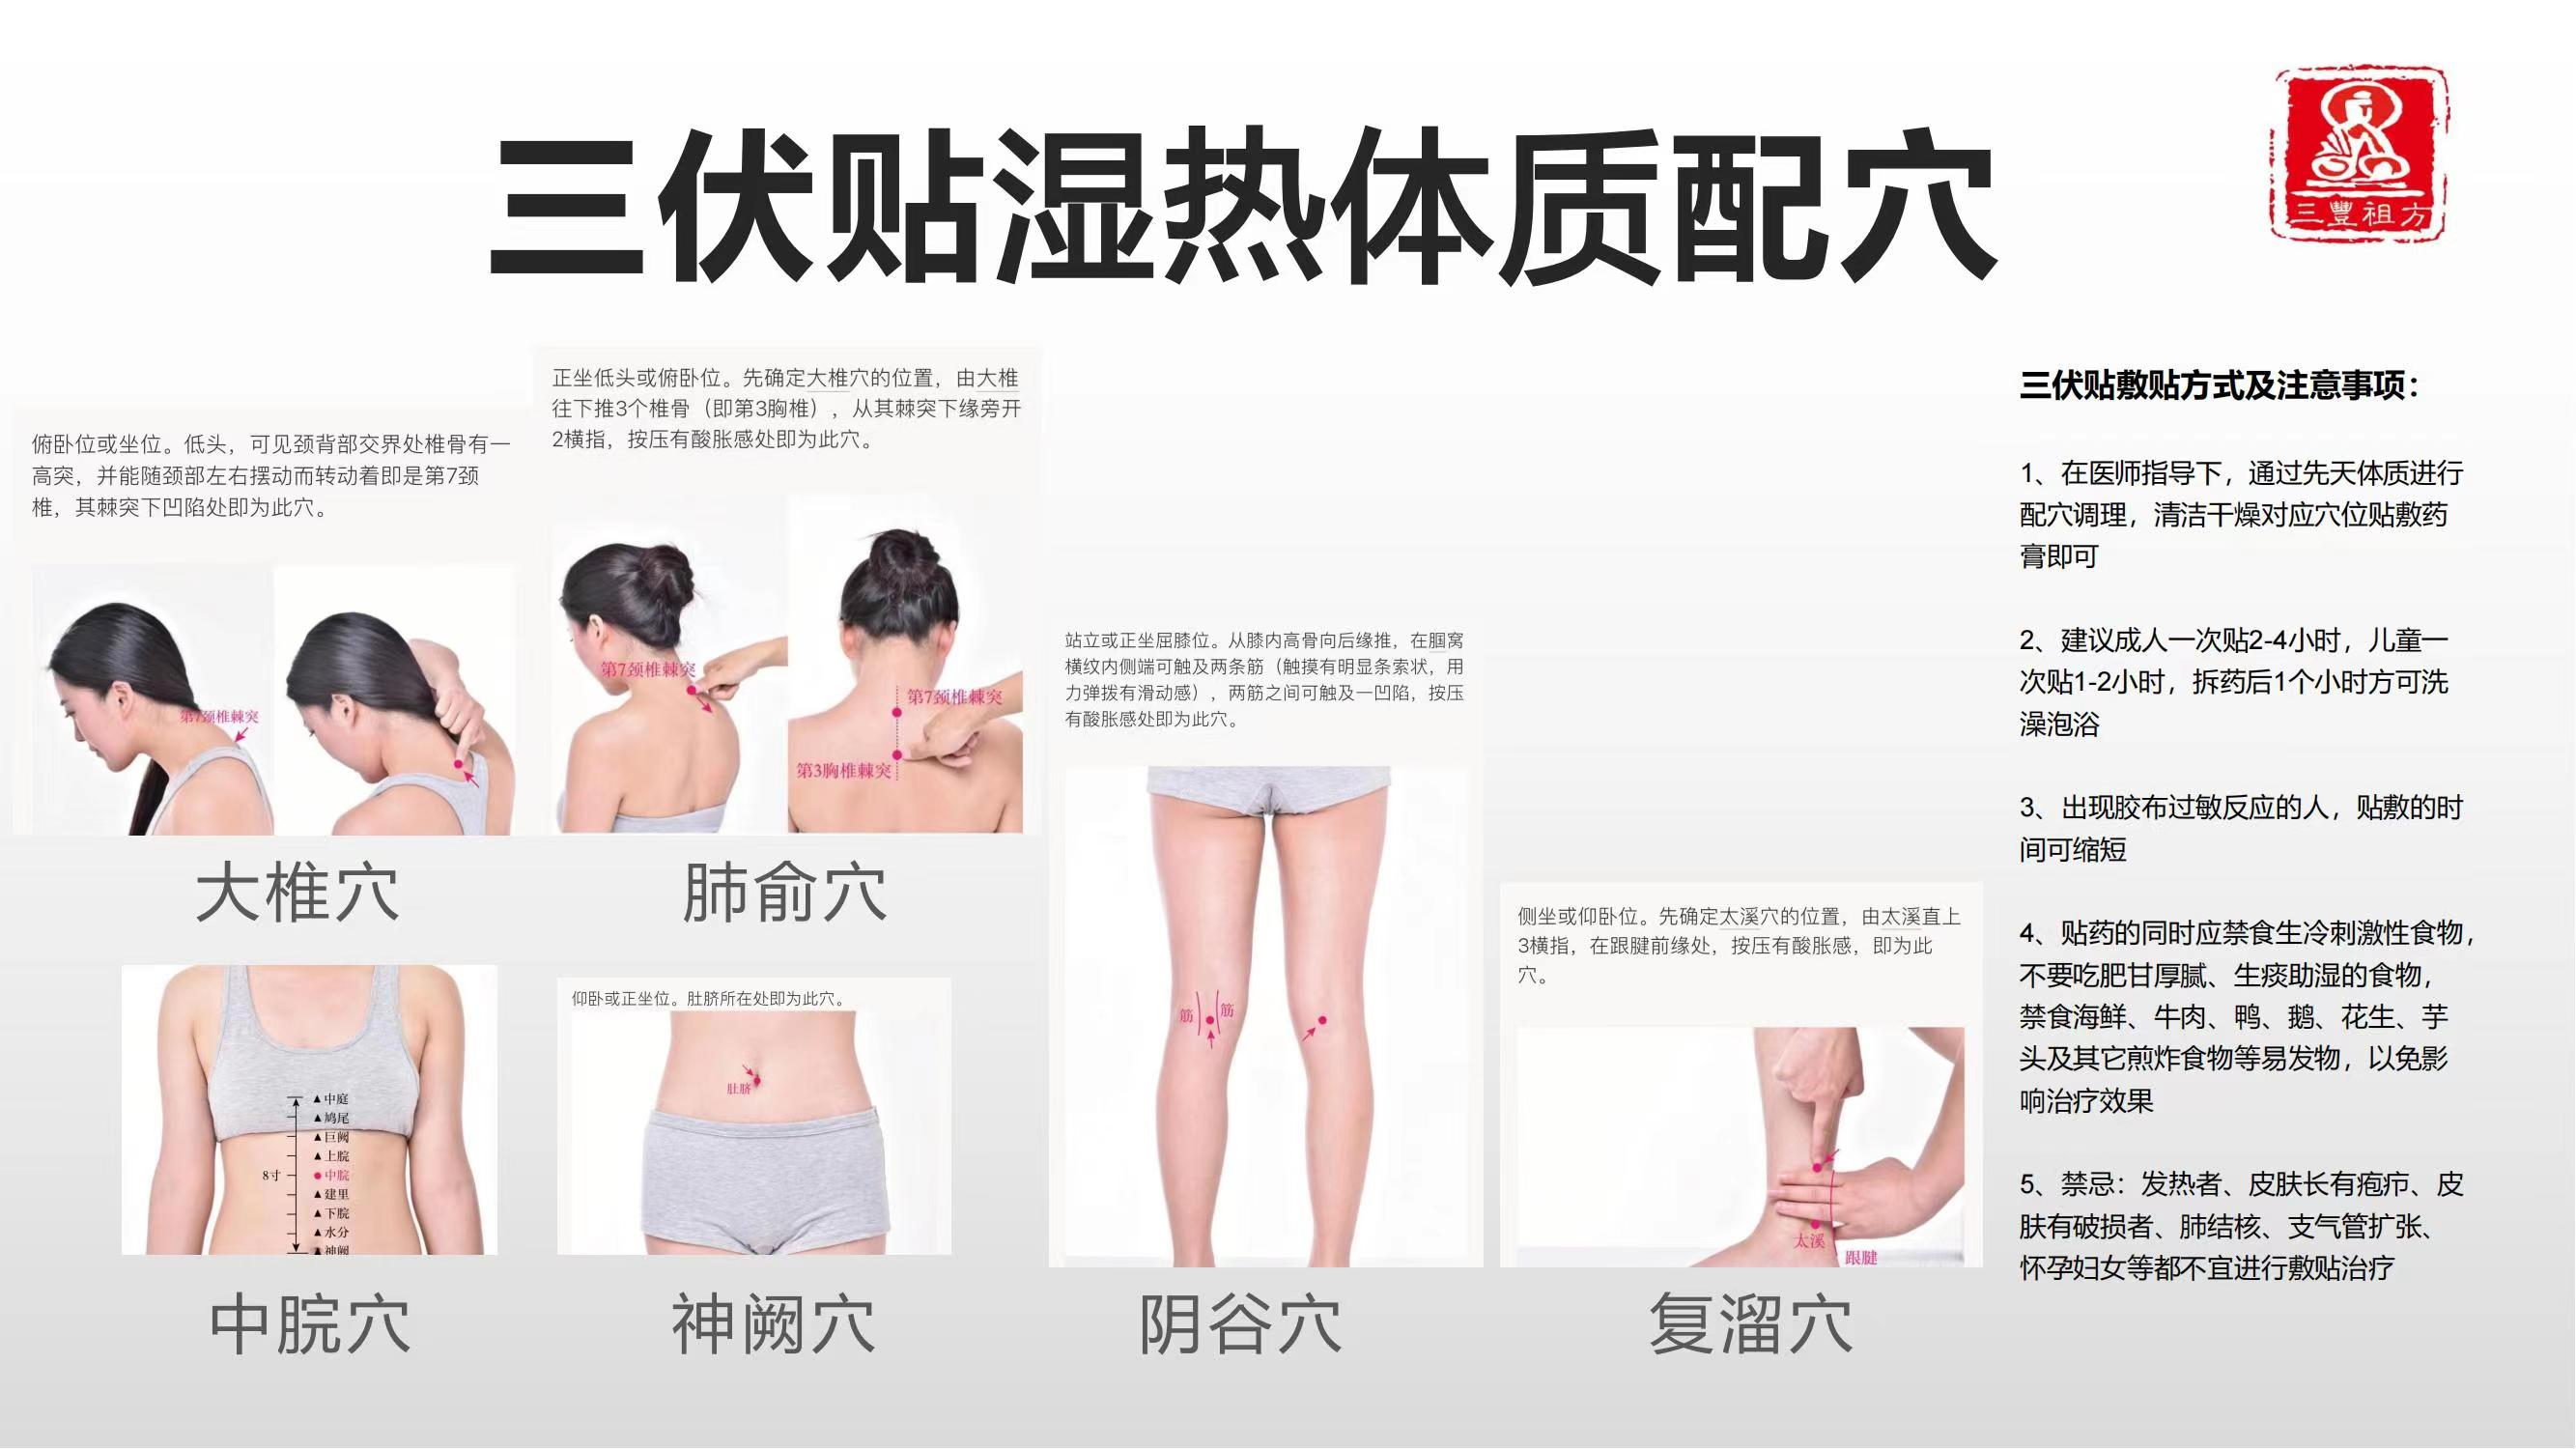 三伏贴湿热体质配穴
三豐祖方
俯卧位或坐位。低头，可见颈背部交界处椎骨有一
高突，并能随颈部左右摆动而转动着即是第7颈
椎，其棘突下凹陷处即为此穴。
第7颈椎棘突
大椎穴
正坐低头或俯卧位。先确定大椎穴的位置，由大椎
往下推3个椎骨（即第3胸椎），从其棘突下缘旁开
2横指，按压有酸胀感处即为此穴。
第7颈椎棘突
第7颈椎棘突
第3胸椎棘突
肺俞穴
中庭
鸠尾
巨阙
上脘
8寸
中脘
建里
下脘
水分
神阙
中脘穴
仰卧或正坐位。肚脐所在处即为此穴。
肚脐
神阙穴
站立或正坐屈膝位。从膝内高骨向后缘推，在腘窝
横纹内侧端可触及两条筋（触摸有明显条索状，用
力弹拨有滑动感），两筋之间可触及一凹陷，按压
有酸胀感处即为此穴。
筋
筋
阴谷穴
侧坐或仰卧位。先确定太溪穴的位置，由太溪直上
3横指，在跟腱前缘处，按压有酸胀感，即为此
穴。
太溪
跟腱
复溜穴
三伏贴敷贴方式及注意事项：
1、在医师指导下，通过先天体质进行
配穴调理，清洁干燥对应穴位贴敷药
膏即可
2、建议成人一次贴2-4小时，儿童一
次贴1-2小时，拆药后1个小时方可洗
澡泡浴
3、出现胶布过敏反应的人，贴敷的时
间可缩短
4、贴药的同时应禁食生冷刺激性食物，
不要吃肥甘厚腻、生痰助湿的食物，
禁食海鲜、牛肉、鸭、鹅、花生、芋
头及其它煎炸食物等易发物，以免影
响治疗效果
5、禁忌：发热者、皮肤长有疱疖、皮
肤有破损者、肺结核、支气管扩张、
怀孕妇女等都不宜进行敷贴治疗